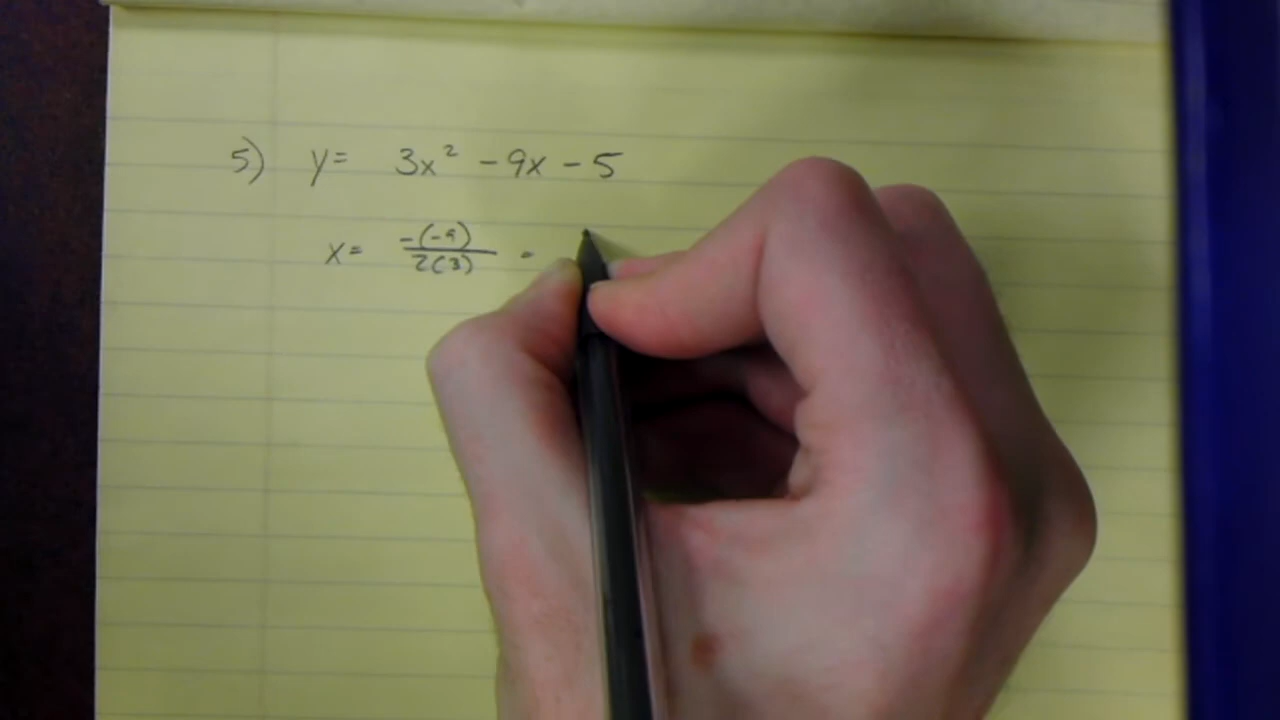 5) y= 3x² -9x -5
x= -(-9)/2(3) =